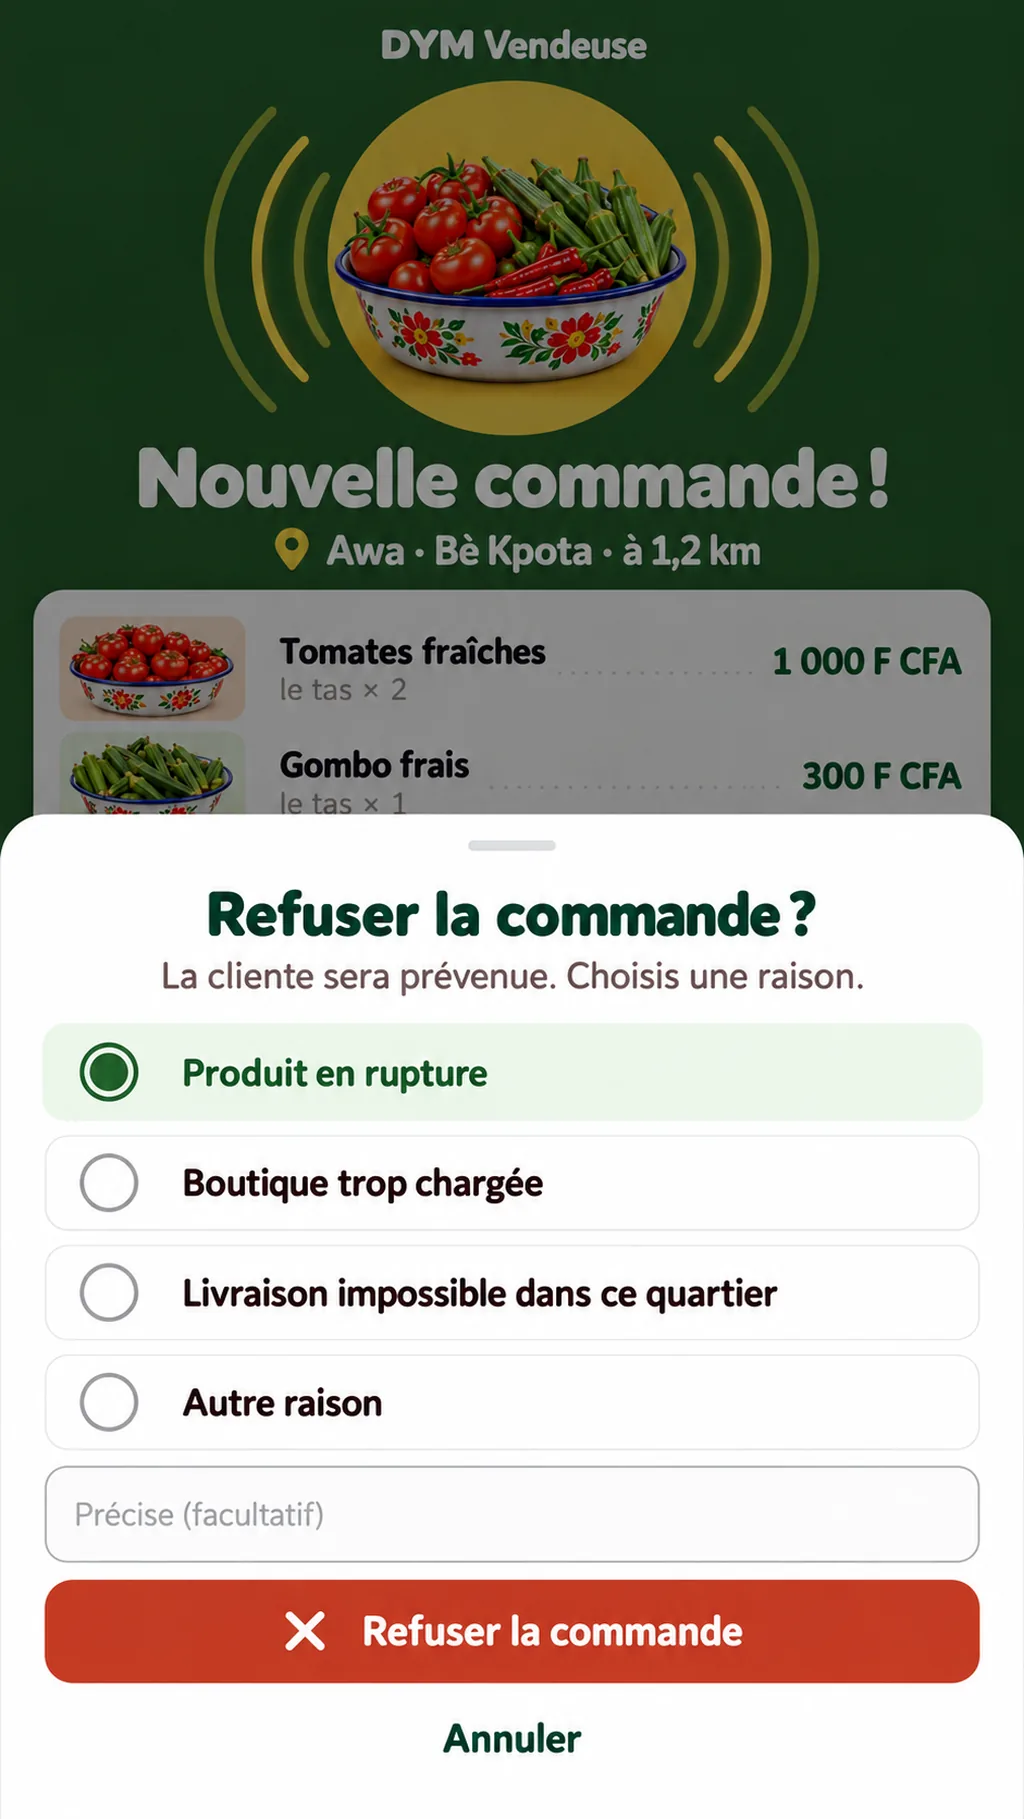 DYM Vendeuse
Nouvelle commande !
Awa · Bè Kpota · à 1,2 km
Tomates fraîches 1 000 F CFA
le tas × 2
Gombo frais 300 F CFA
le tas × 1
Refuser la commande ?
La cliente sera prévenue. Choisis une raison.
Produit en rupture
Boutique trop chargée
Livraison impossible dans ce quartier
Autre raison
Précise (facultatif)
Refuser la commande
Annuler